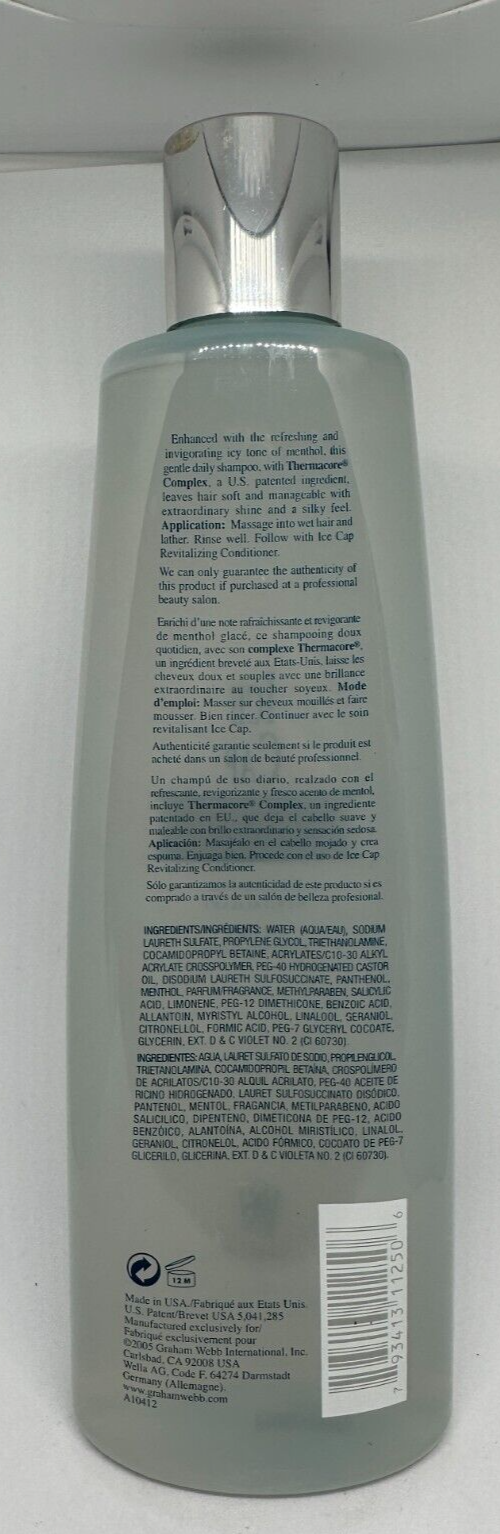 Enhanced with the refreshing and
invigorating icy tone of menthol, this
gentle daily shampoo, with Thermacore®
Complex, a U.S. patented ingredient,
leaves hair soft and manageable with
extraordinary shine and a silky feel.
Application: Massage into wet hair and
lather. Rinse well. Follow with Ice Cap
Revitalizing Conditioner.
We can only guarantee the authenticity of
this product if purchased at a professional
beauty salon.
Enrichi d'une note rafraîchissante et revigorante
de menthol glacé, ce shampooing doux
quotidien, avec son complexe Thermacore®,
un ingrédient breveté aux Etats-Unis, laisse les
cheveux doux et souples avec une brillance
extraordinaire au toucher soyeux. Mode
d'emploi: Masser sur cheveux mouillés et faire
mousser. Bien rincer. Continuer avec le soin
revitalisant Ice Cap.
Authenticité garantie seulement si le produit est
acheté dans un salon de beauté professionnel.
Un champú de uso diario, realzado con el
refrescante, revigorizante y fresco acento de mentol,
incluye Thermacore® Complex, un ingrediente
patentado en EU., que deja el cabello suave y
maleable con brillo extraordinario y sensación sedosa.
Aplicación: Masajéalo en el cabello mojado y crea
espuma. Enjuaga bien. Procede con el uso de Ice Cap
Revitalizing Conditioner.
Sólo garantizamos la autenticidad de este producto si es
comprado a través de un salón de belleza profesional.
INGREDIENTS/INGRÉDIENTS: WATER (AQUA/EAU), SODIUM
LAURETH SULFATE, PROPYLENE GLYCOL, TRIETHANOLAMINE,
COCAMIDOPROPYL BETAINE, ACRYLATES/C10-30 ALKYL
ACRYLATE CROSSPOLYMER, PEG-40 HYDROGENATED CASTOR
OIL, DISODIUM LAURETH SULFOSUCCINATE, PANTHENOL,
MENTHOL, PARFUM/FRAGRANCE, METHYLPARABEN, SALICYLIC
ACID, LIMONENE, PEG-12 DIMETHICONE, BENZOIC ACID,
ALLANTOIN, MYRISTYL ALCOHOL, LINALOOL, GERANIOL,
CITRONELLOL, FORMIC ACID, PEG-7 GLYCERYL COCOATE,
GLYCERIN, EXT. D & C VIOLET NO. 2 (CI 60730).
INGREDIENTES: AGUA, LAURET SULFATO DE SODIO, PROPILENGLICOL,
TRIETANOLAMINA, COCAMIDOPROPIL BETAÍNA, CROSPOLÍMERO
DE ACRILATOS/C10-30 ALQUIL ACRILATO, PEG-40 ACEITE DE
RICINO HIDROGENADO, LAURET SULFOSUCCINATO DISÓDICO,
PANTENOL, MENTOL, FRAGANCIA, METILPARABENO, ACIDO
SALICILICO, DIPENTENO, DIMETICONA DE PEG-12, ACIDO
BENZÓICO, ALANTOÍNA, ALCOHOL MIRISTÍLICO, LINALOL,
GERANIOL, CITRONELOL, ACIDO FÓRMICO, COCOATO DE PEG-7
GLICERILO, GLICERINA, EXT. D & C VIOLETA NO. 2 (CI 60730).
12 M
Made in USA./Fabriqué aux Etats Unis.
U.S. Patent/Brevet USA 5,041,285
Manufactured exclusively for/
Fabriqué exclusivement pour
©2005 Graham Webb International, Inc.
Carlsbad, CA 92008 USA
Wella AG, Code F, 64274 Darmstadt
Germany (Allemagne).
www.grahamwebb.com
A10412
7 93413 11250 6